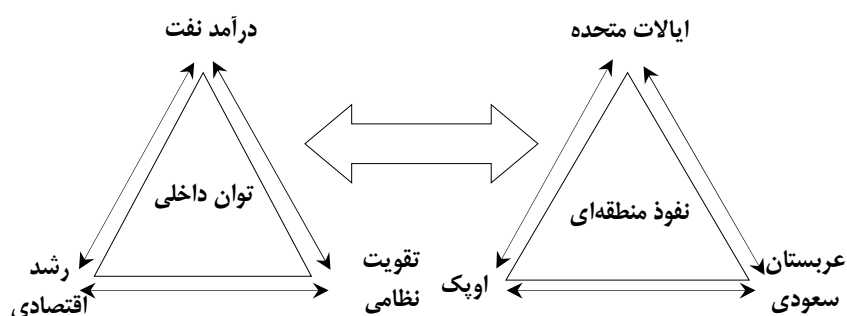 ایالات متحده
درآمد نفت
نفوذ منطقه‌ای
توان داخلی
عربستان
سعودی
اوپک
تقویت
نظامی
رشد
اقتصادی